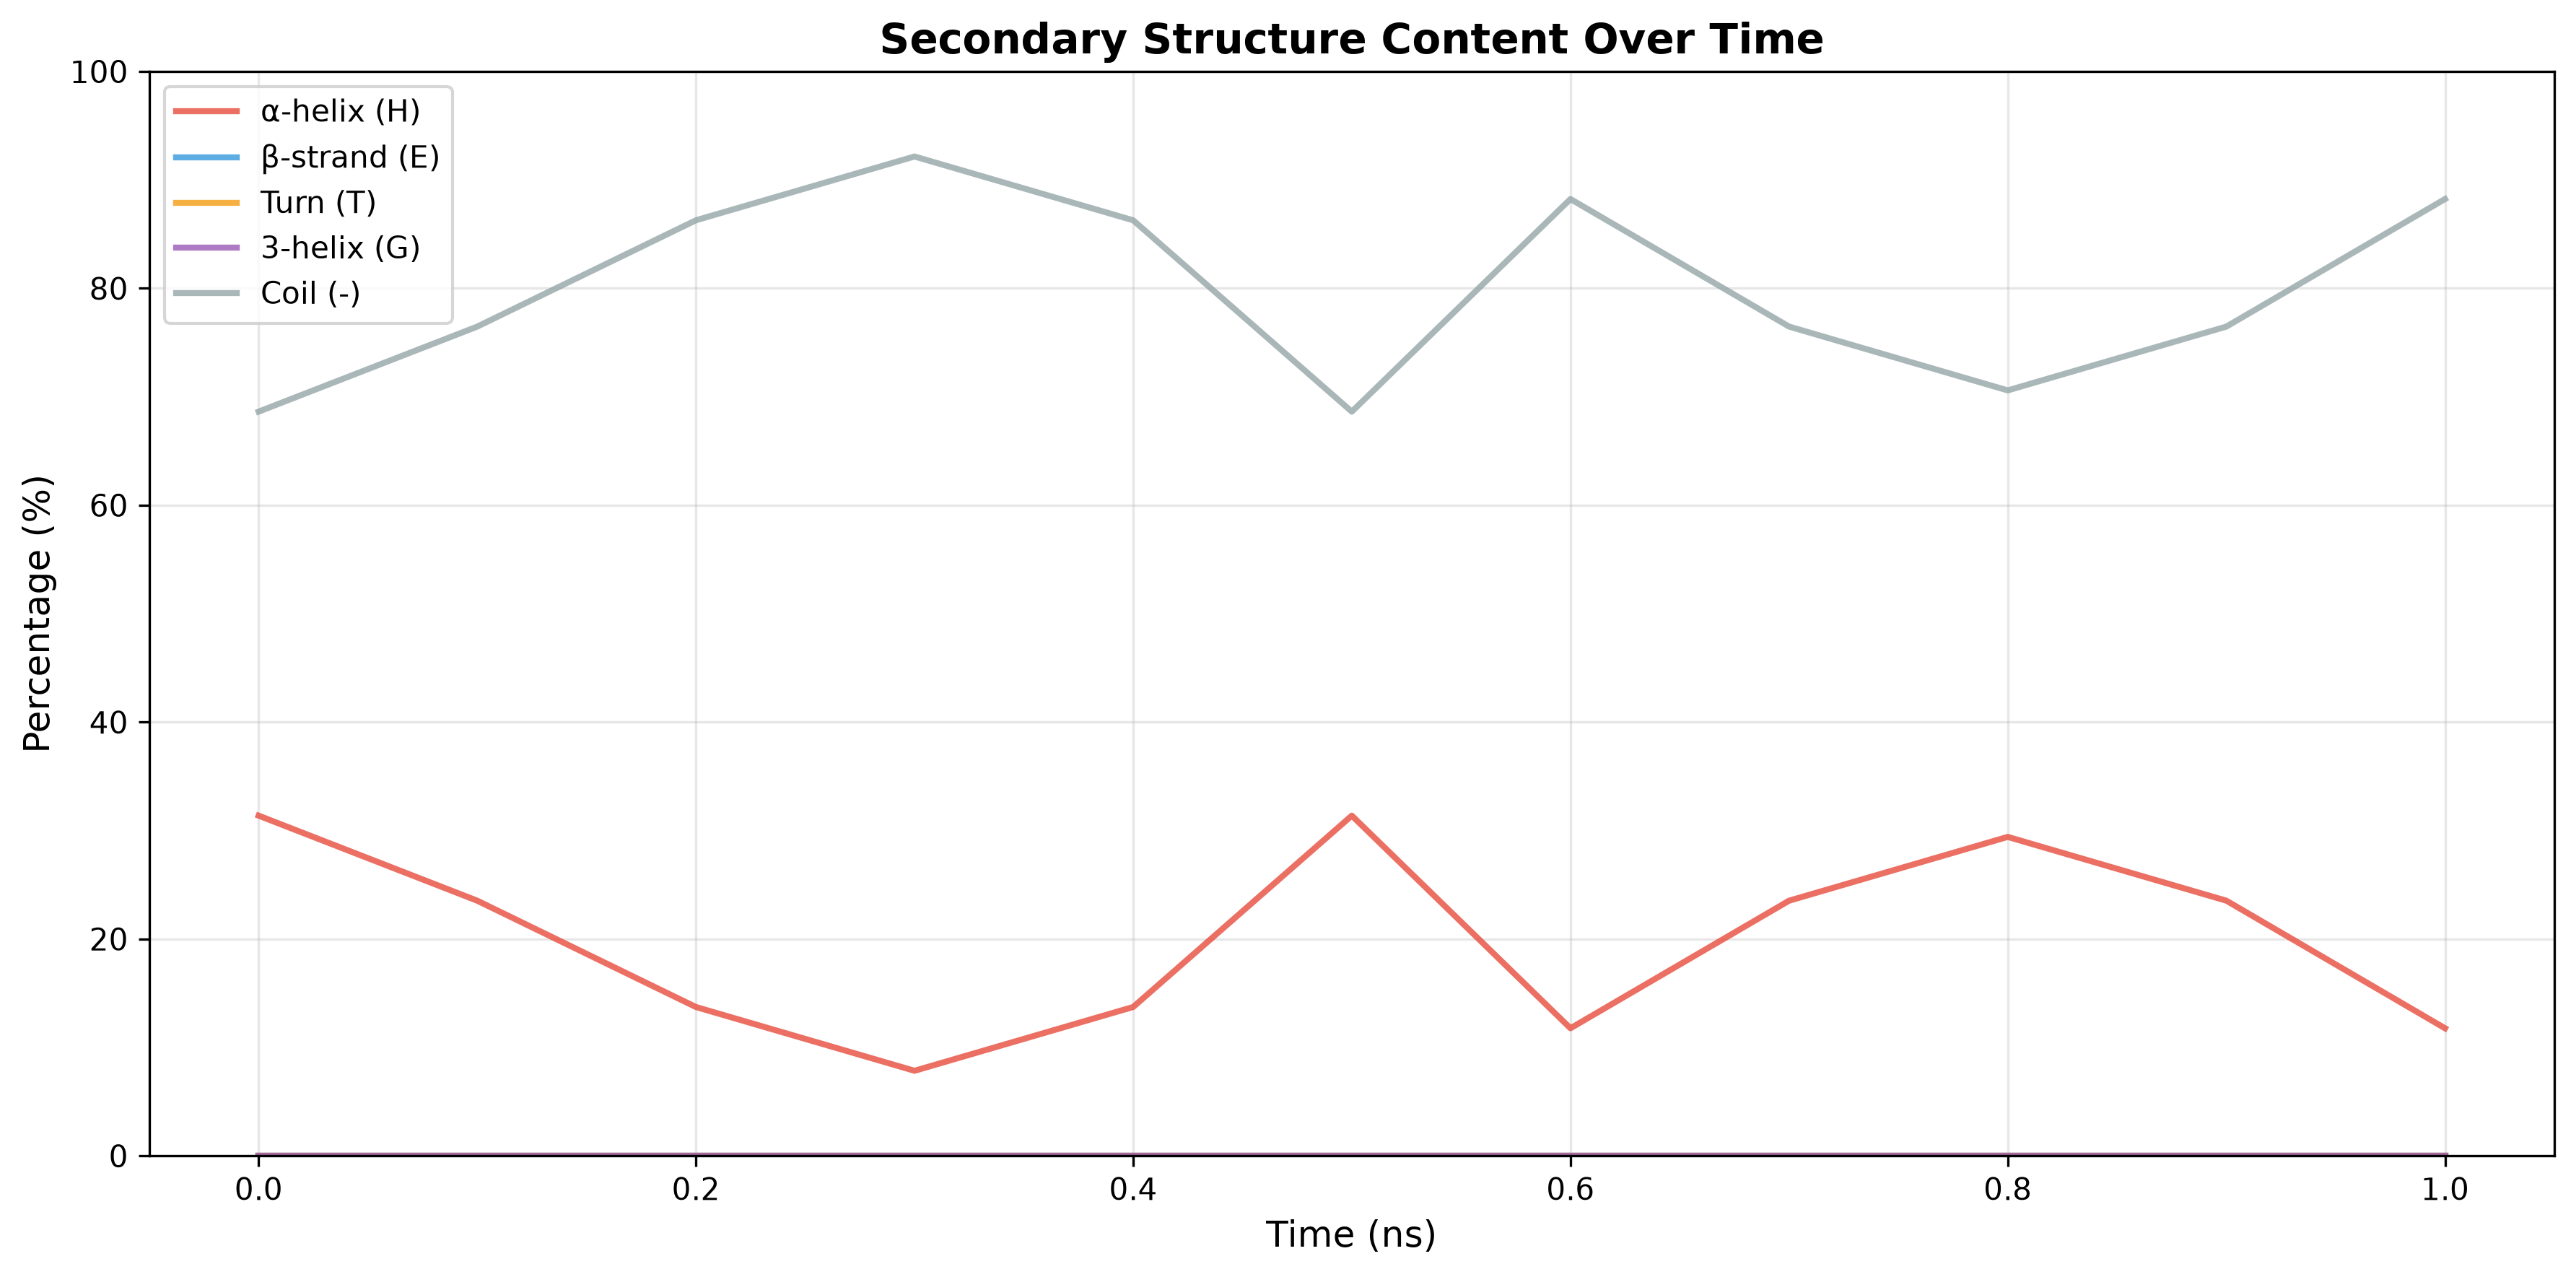 Secondary Structure Content Over Time
100
80
60
40
20
0
Percentage (%)
α-helix (H)
β-strand (E)
Turn (T)
3-helix (G)
Coil (-)
0.0 0.2 0.4 0.6 0.8 1.0
Time (ns)